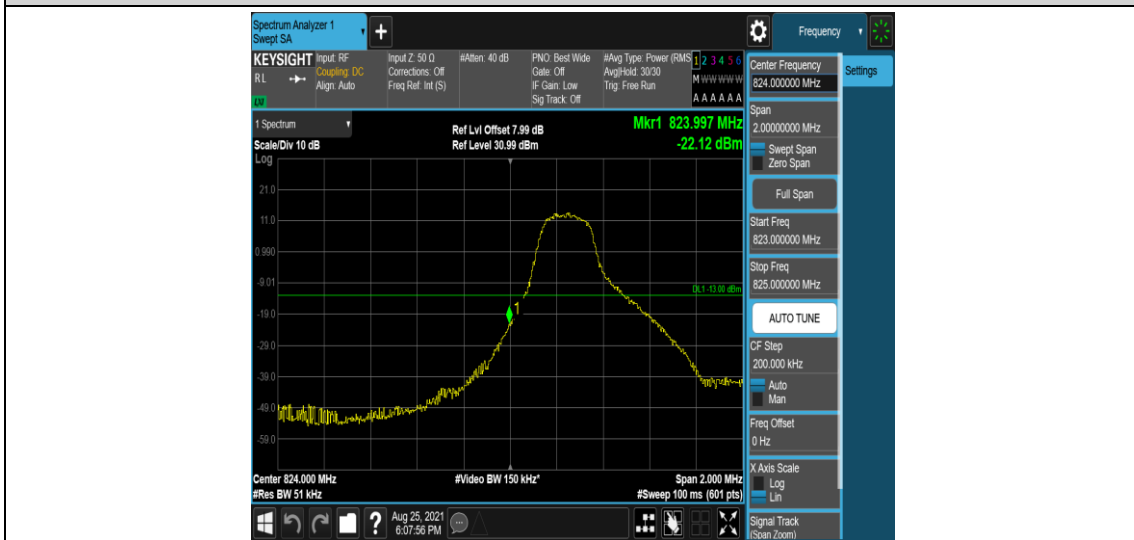 Spectrum Analyzer 1
Swept SA
Frequency
KEYSIGHT
RL
LXI
Input: RF
Coupling: DC
Align: Auto
Input Z: 50 Ω
Corrections: Off
Freq Ref: Int (S)
#Atten: 40 dB
PNO: Best Wide
Gate: Off
IF Gain: Low
Sig Track: Off
#Avg Type: Power (RMS
Avg|Hold: 30/30
Trig: Free Run
1 2 3 4 5 6
M W W W W W
A A A A A A
1 Spectrum
Scale/Div 10 dB
Log
Ref Lvl Offset 7.99 dB
Ref Level 30.99 dBm
Mkr1 823.997 MHz
-22.12 dBm
21.0
11.0
0.990
-9.01
-19.0
-29.0
-39.0
-49.0
-59.0
DL1 -13.00 dBm
1
Center 824.000 MHz
#Res BW 51 kHz
#Video BW 150 kHz*
Span 2.000 MHz
#Sweep 100 ms (601 pts)
Aug 25, 2021
6:07:56 PM
Center Frequency
824.000000 MHz
Settings
Span
2.00000000 MHz
Swept Span
Zero Span
Full Span
Start Freq
823.000000 MHz
Stop Freq
825.000000 MHz
AUTO TUNE
CF Step
200.000 kHz
Auto
Man
Freq Offset
0 Hz
X Axis Scale
Log
Lin
Signal Track
(Span Zoom)